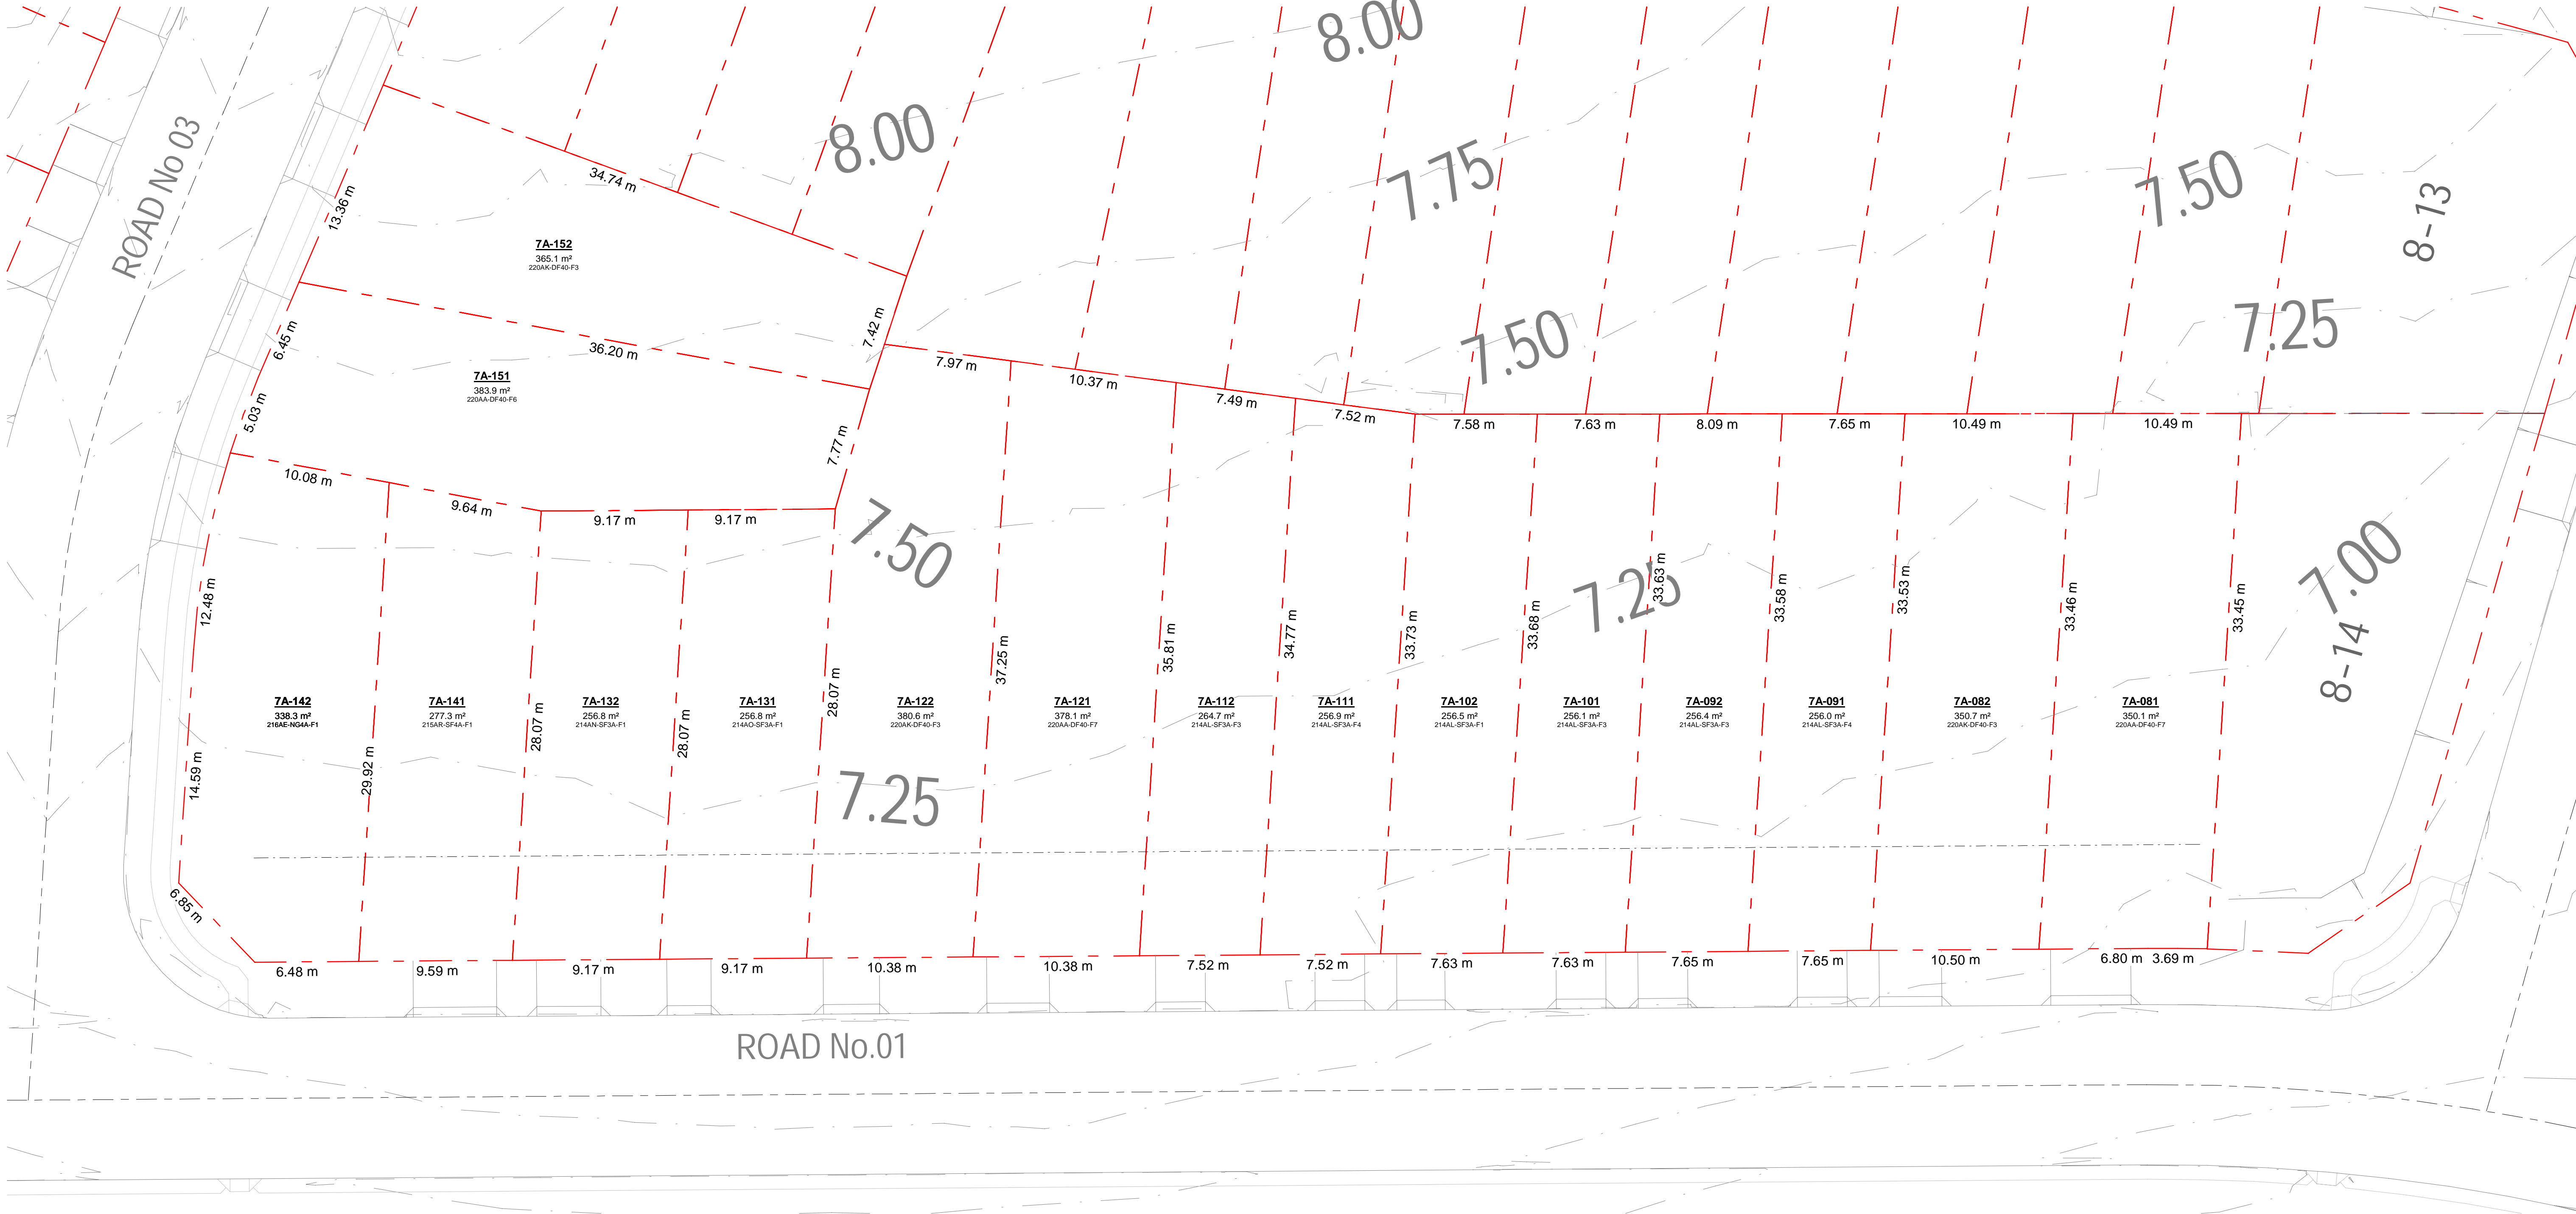 8.00
8.00
7.75
7.50
8-13
ROAD No 03
13.36 m
34.74 m
7A-152
365.1 m²
220AK-DF40-F3
7.42 m
7.50
7.25
6.45 m
36.20 m
7.97 m
10.37 m
7.49 m
7.52 m
7.58 m
7.63 m
8.09 m
7.65 m
10.49 m
10.49 m
7A-151
383.9 m²
220AA-DF40-F6
5.03 m
7.77 m
10.08 m
9.64 m
9.17 m
9.17 m
7.50
7.25
7.00
8-14
12.48 m
14.59 m
29.92 m
28.07 m
28.07 m
28.07 m
37.25 m
35.81 m
34.77 m
33.73 m
33.68 m
33.63 m
33.58 m
33.53 m
33.46 m
33.45 m
7A-142
338.3 m²
216AE-NG4A-F1
7A-141
277.3 m²
215AR-SF4A-F1
7A-132
256.8 m²
214AN-SF3A-F1
7A-131
256.8 m²
214AO-SF3A-F1
7A-122
380.6 m²
220AK-DF40-F3
7A-121
378.1 m²
220AA-DF40-F7
7A-112
264.7 m²
214AL-SF3A-F3
7A-111
256.9 m²
214AL-SF3A-F4
7A-102
256.5 m²
214AL-SF3A-F1
7A-101
256.1 m²
214AL-SF3A-F3
7A-092
256.4 m²
214AL-SF3A-F3
7A-091
256.0 m²
214AL-SF3A-F4
7A-082
350.7 m²
220AK-DF40-F3
7A-081
350.1 m²
220AA-DF40-F7
7.25
6.85 m
6.48 m
9.59 m
9.17 m
9.17 m
10.38 m
10.38 m
7.52 m
7.52 m
7.63 m
7.63 m
7.65 m
7.65 m
10.50 m
6.80 m
3.69 m
ROAD No.01